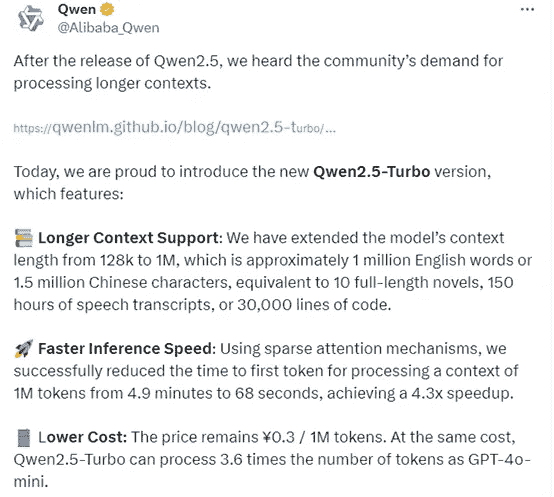 Qwen
@Alibaba_Qwen
After the release of Qwen2.5, we heard the community's demand for
processing longer contexts.
https://qwenlm.github.io/blog/qwen2.5-turbo/...
Today, we are proud to introduce the new Qwen2.5-Turbo version,
which features:
Longer Context Support: We have extended the model's context
length from 128k to 1M, which is approximately 1 million English words or
1.5 million Chinese characters, equivalent to 10 full-length novels, 150
hours of speech transcripts, or 30,000 lines of code.
🚀 Faster Inference Speed: Using sparse attention mechanisms, we
successfully reduced the time to first token for processing a context of
1M tokens from 4.9 minutes to 68 seconds, achieving a 4.3x speedup.
Lower Cost: The price remains ¥0.3 / 1M tokens. At the same cost,
Qwen2.5-Turbo can process 3.6 times the number of tokens as GPT-4o-
mini.